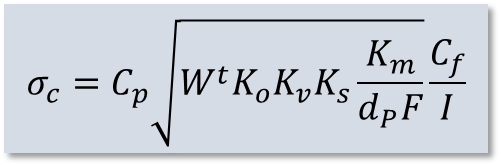 σ_c = C_p √(W^t K_o K_v K_s (K_m / (d_P F)) (C_f / I))